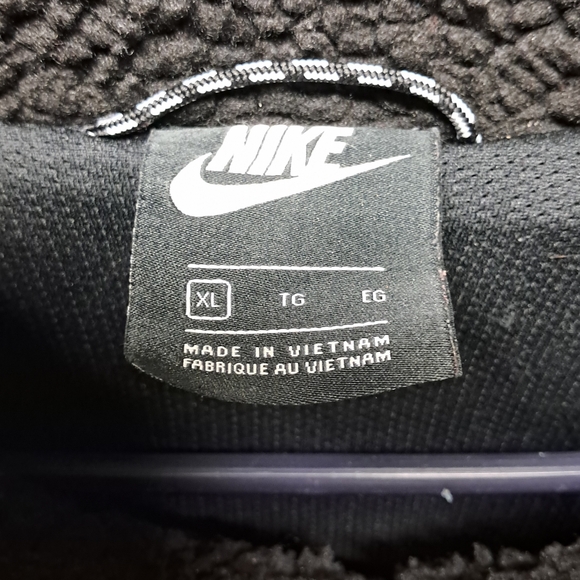 NIKE
XL TG EG
MADE IN VIETNAM
FABRIQUE AU VIETNAM